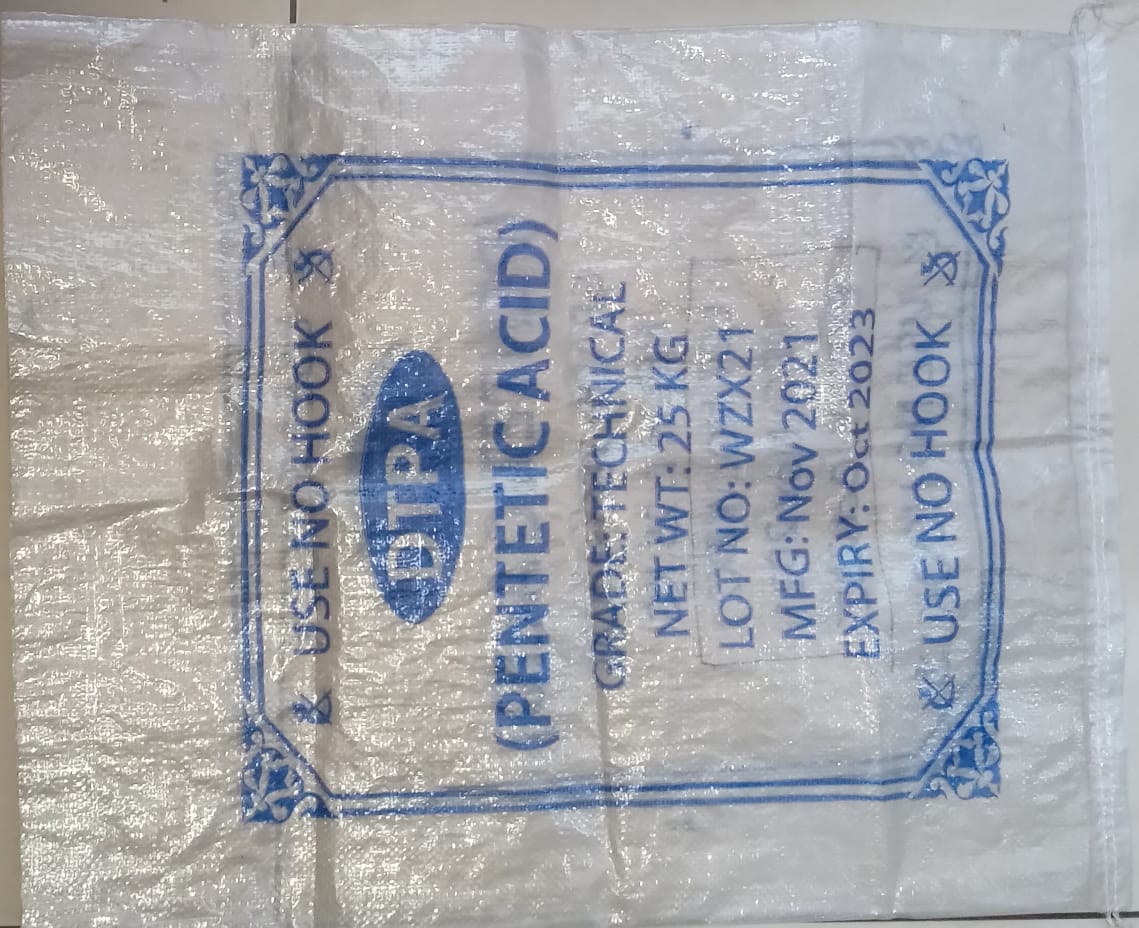 USE NO HOOK
DTPA
(PENTETIC ACID)
GRADE: TECHNICAL
NET WT: 25 KG
LOT NO: WZX21
MFG: Nov 2021
EXPIRY: Oct 2023
USE NO HOOK